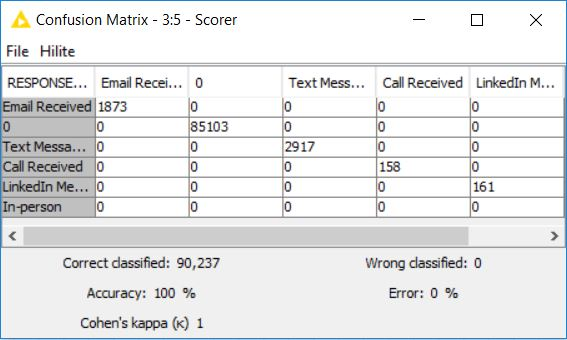 Confusion Matrix - 3:5 - Scorer
File Hilite
RESPONSE... Email Recei... 0 Text Mess... Call Received LinkedIn M...
Email Received 1873 0 0 0 0
0 0 85103 0 0 0
Text Messa... 0 0 2917 0 0
Call Received 0 0 0 158 0
LinkedIn Me... 0 0 0 0 161
In-person 0 0 0 0 0
Correct classified: 90,237 Wrong classified: 0
Accuracy: 100 % Error: 0 %
Cohen's kappa (κ) 1